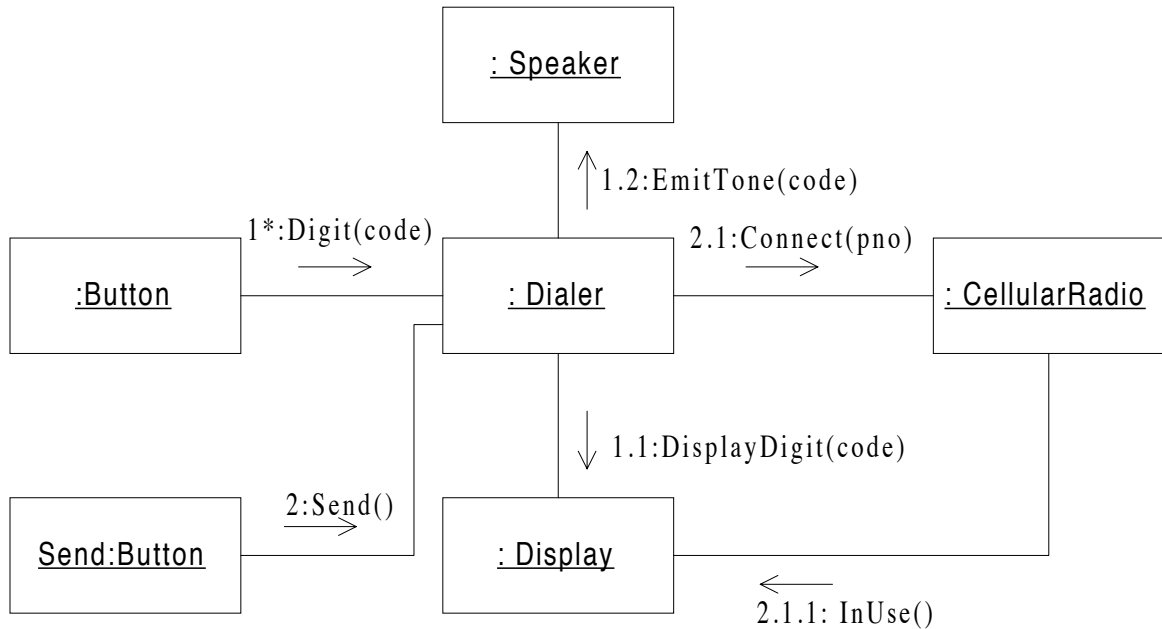 : Speaker
1.2:EmitTone(code)
1*:Digit(code)
2.1:Connect(pno)
:Button
: Dialer
: CellularRadio
1.1:DisplayDigit(code)
2:Send()
Send:Button
: Display
2.1.1: InUse()